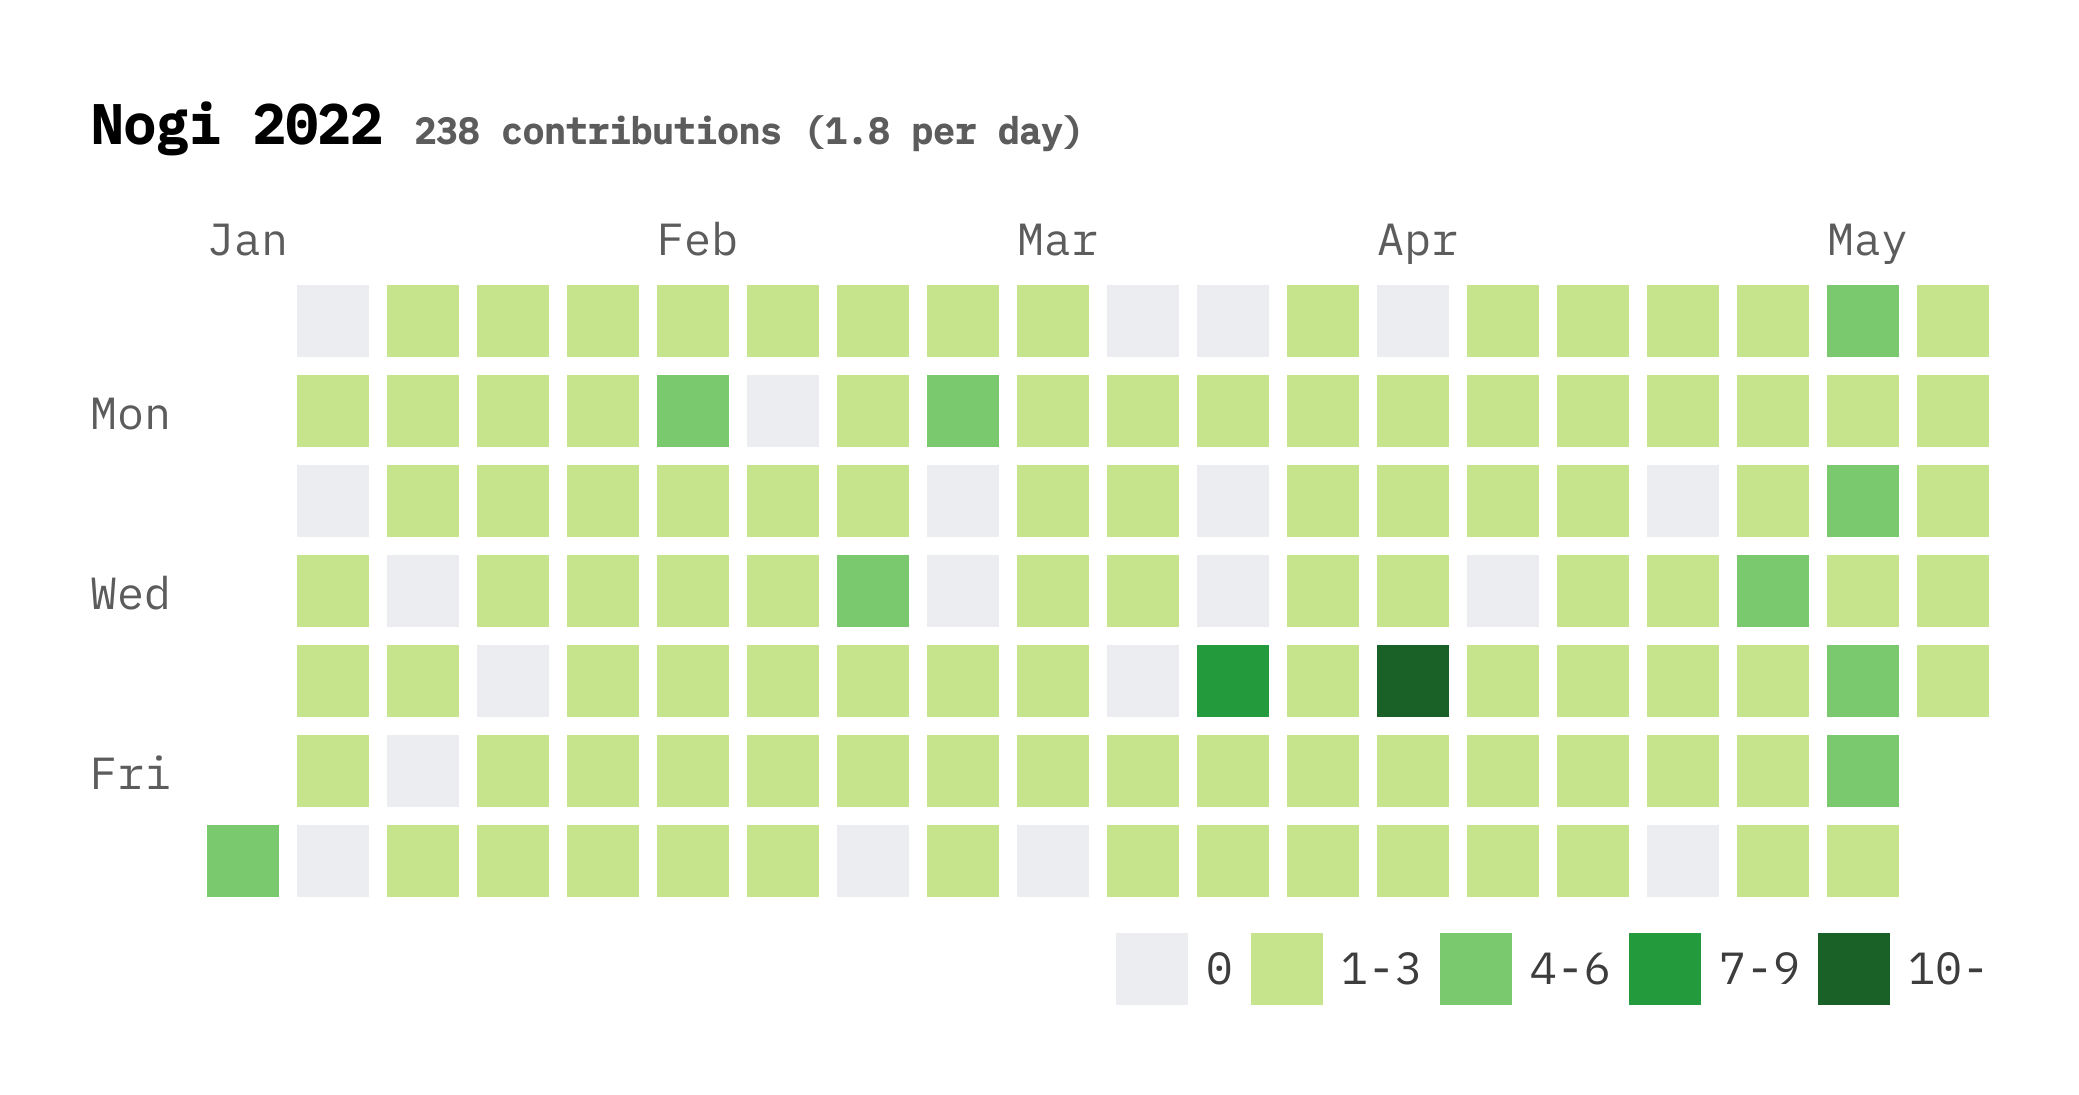 Nogi 2022 238 contributions (1.8 per day)
Jan Feb Mar Apr May
Mon
Wed
Fri
0 1-3 4-6 7-9 10-